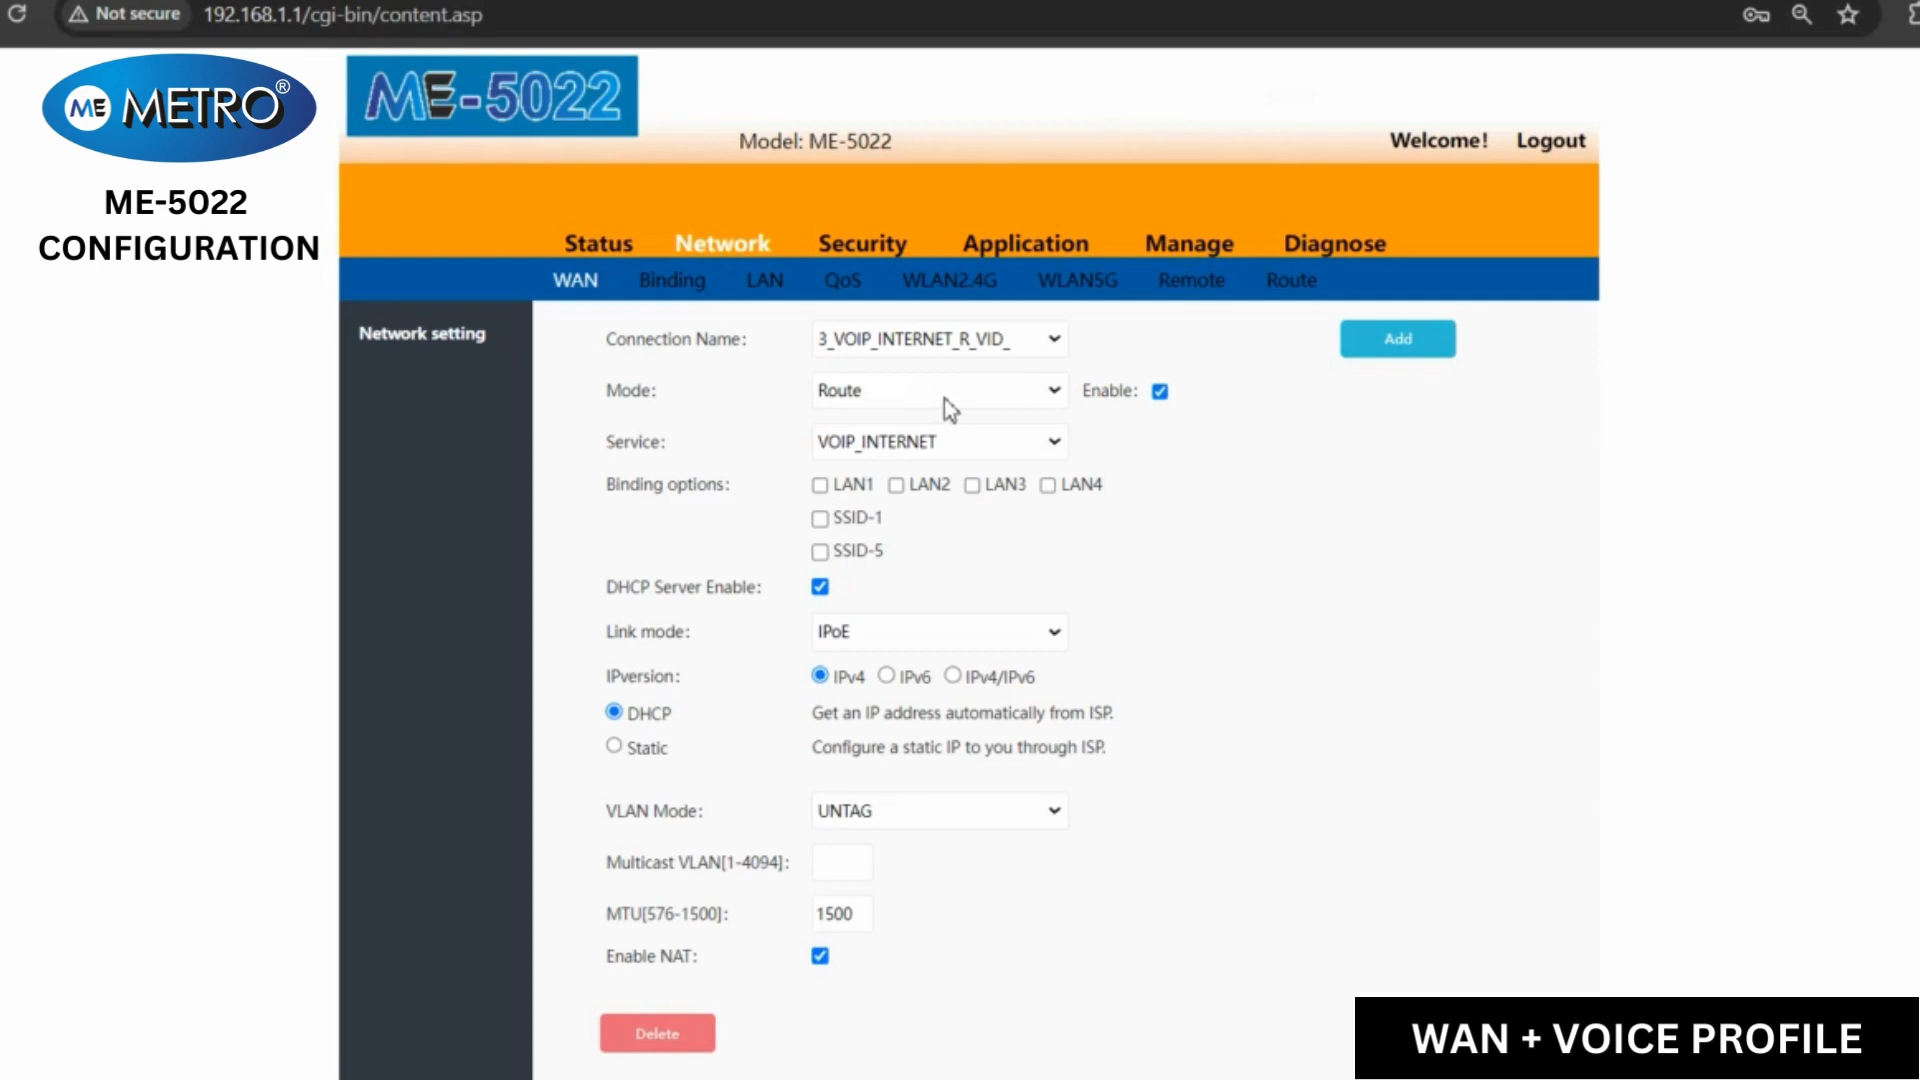 Not secure 192.168.1.1/cgi-bin/content.asp
ME METRO®
ME-5022
Model: ME-5022
Welcome! Logout
ME-5022
CONFIGURATION
Status Network Security Application Manage Diagnose
WAN Binding LAN QoS WLAN2.4G WLAN5G Remote Route
Network setting
Connection Name: 3_VOIP_INTERNET_R_VID_ Add
Mode: Route Enable:
Service: VOIP_INTERNET
Binding options: LAN1 LAN2 LAN3 LAN4
SSID-1
SSID-5
DHCP Server Enable:
Link mode: IPoE
IPversion: IPv4 IPv6 IPv4/IPv6
DHCP Get an IP address automatically from ISP.
Static Configure a static IP to you through ISP.
VLAN Mode: UNTAG
Multicast VLAN[1-4094]:
MTU[576-1500]: 1500
Enable NAT:
Delete
WAN + VOICE PROFILE